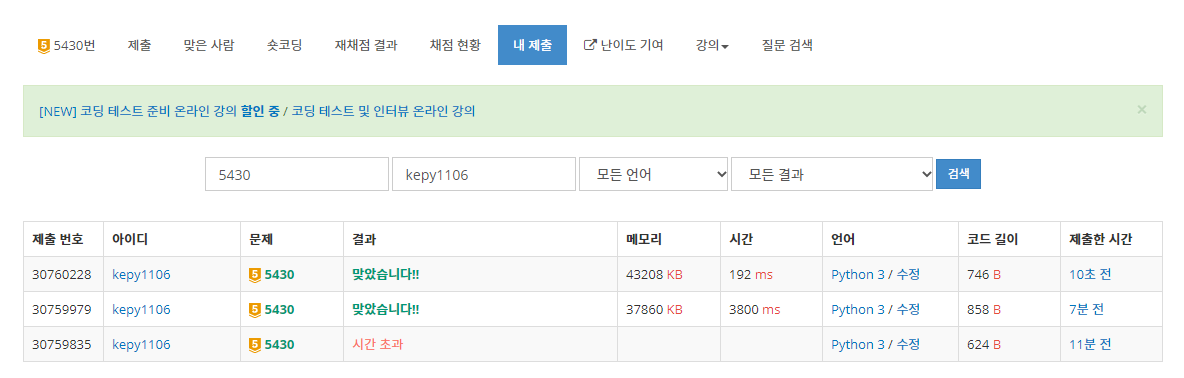 5 5430번 제출 맞은 사람 숏코딩 재채점 결과 채점 현황 내 제출 난이도 기여 강의 질문 검색
[NEW] 코딩 테스트 준비 온라인 강의 할인 중 / 코딩 테스트 및 인터뷰 온라인 강의 ×
5430 kepy1106 모든 언어 모든 결과 검색
제출 번호 아이디 문제 결과 메모리 시간 언어 코드 길이 제출한 시간
30760228 kepy1106 5 5430 맞았습니다!! 43208 KB 192 ms Python 3 / 수정 746 B 10초 전
30759979 kepy1106 5 5430 맞았습니다!! 37860 KB 3800 ms Python 3 / 수정 858 B 7분 전
30759835 kepy1106 5 5430 시간 초과 Python 3 / 수정 624 B 11분 전